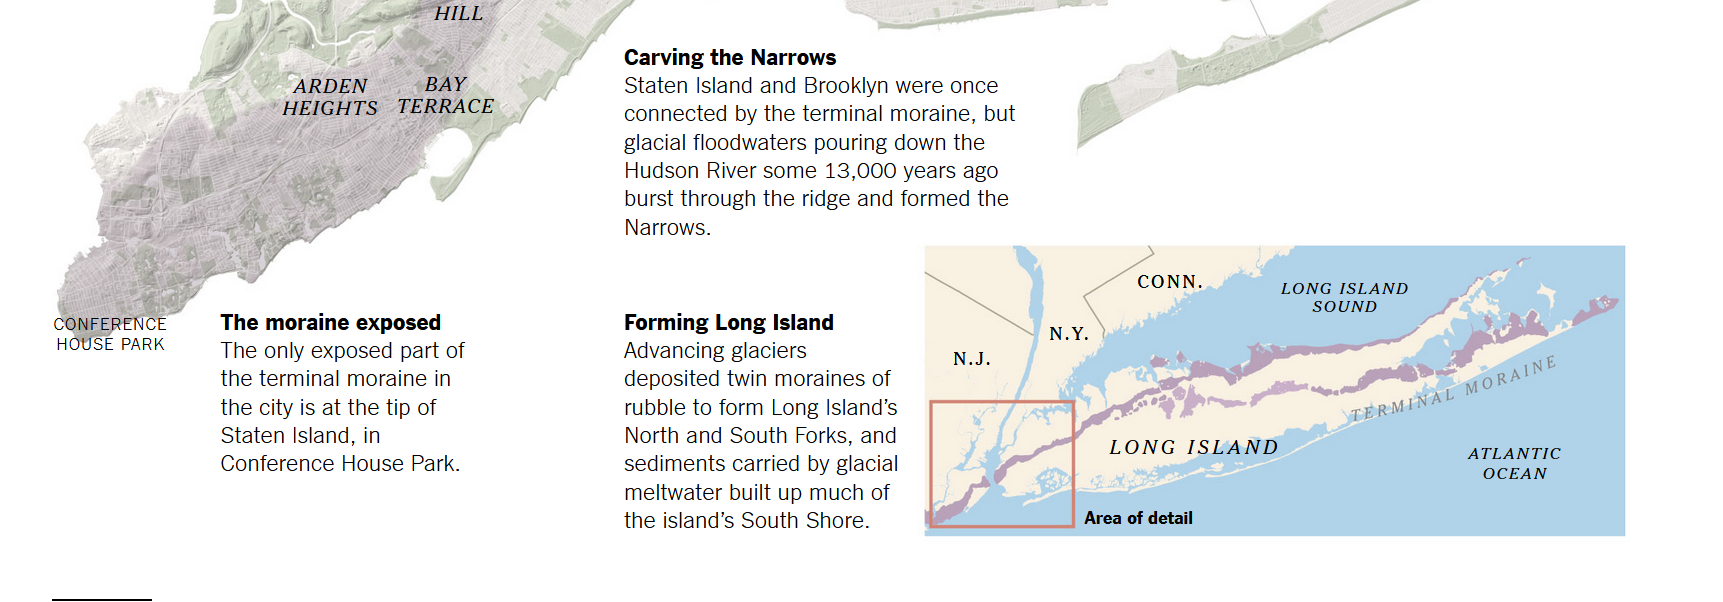 HILL
ARDEN
HEIGHTS
BAY
TERRACE
Carving the Narrows
Staten Island and Brooklyn were once
connected by the terminal moraine, but
glacial floodwaters pouring down the
Hudson River some 13,000 years ago
burst through the ridge and formed the
Narrows.
CONFERENCE
HOUSE PARK
The moraine exposed
The only exposed part of
the terminal moraine in
the city is at the tip of
Staten Island, in
Conference House Park.
Forming Long Island
Advancing glaciers
deposited twin moraines of
rubble to form Long Island’s
North and South Forks, and
sediments carried by glacial
meltwater built up much of
the island’s South Shore.
CONN.
LONG ISLAND
SOUND
N.Y.
N.J.
TERMINAL MORAINE
LONG ISLAND
ATLANTIC
OCEAN
Area of detail